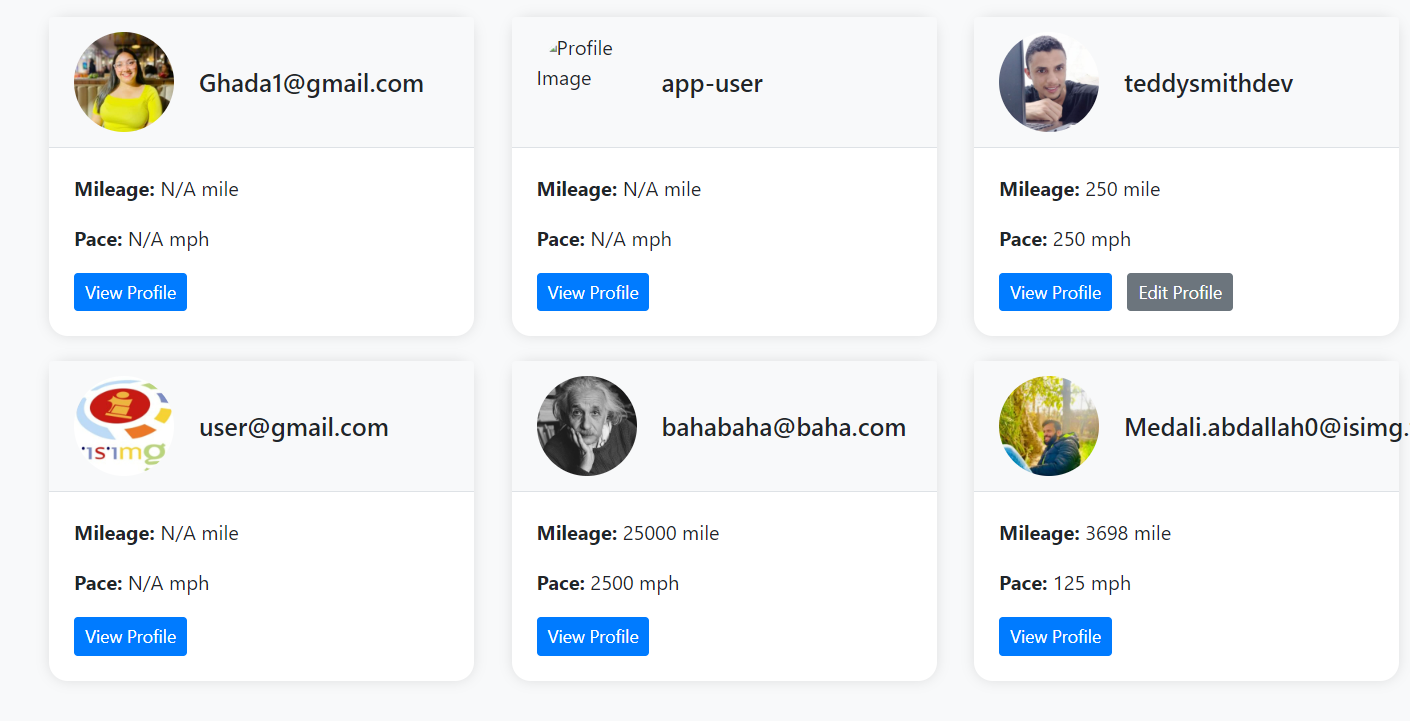 Ghada1@gmail.com
Mileage: N/A mile
Pace: N/A mph
View Profile
Profile
Image
app-user
Mileage: N/A mile
Pace: N/A mph
View Profile
teddysmithdev
Mileage: 250 mile
Pace: 250 mph
View Profile Edit Profile
isimg
user@gmail.com
Mileage: N/A mile
Pace: N/A mph
View Profile
bahabaha@baha.com
Mileage: 25000 mile
Pace: 2500 mph
View Profile
Medali.abdallah0@isimg.
Mileage: 3698 mile
Pace: 125 mph
View Profile